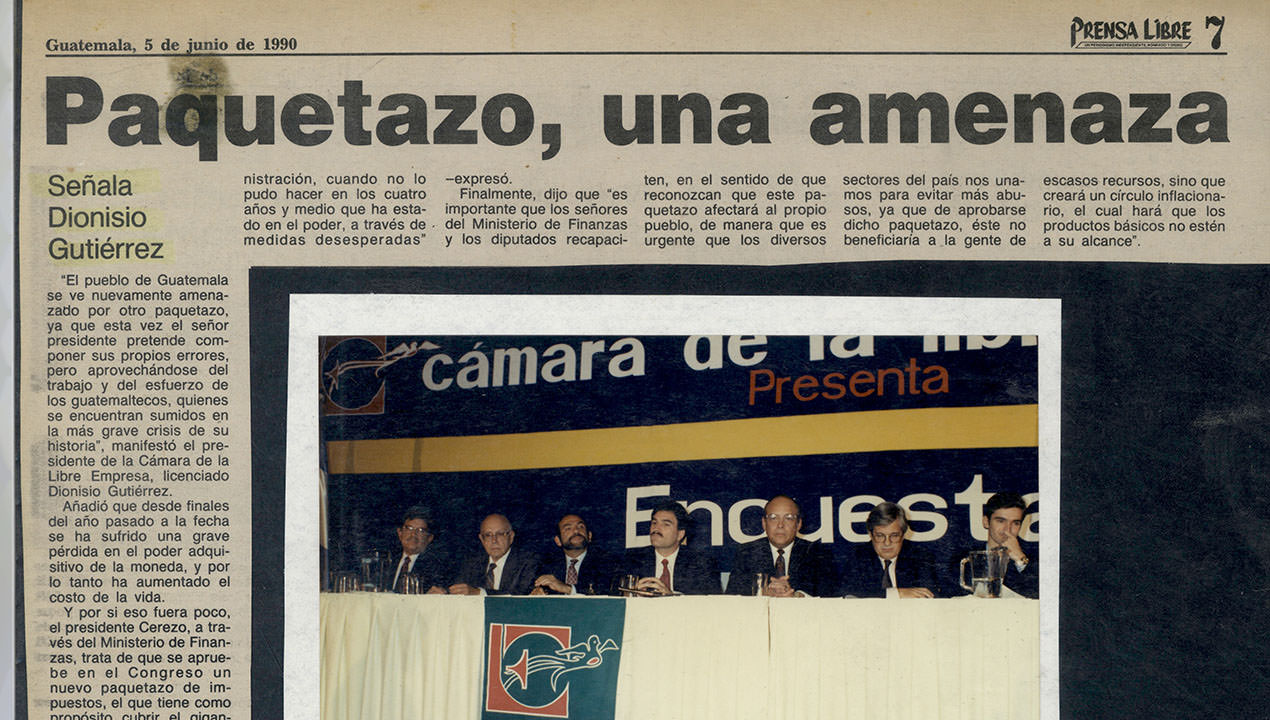 Guatemala, 5 de junio de 1990
PRENSA LIBRE 7
UN PERIODISMO INDEPENDIENTE, HONRADO Y DIGNO
Paquetazo, una amenaza
Señala
Dionisio
Gutiérrez
"El pueblo de Guatemala
se ve nuevamente amena-
zado por otro paquetazo,
ya que esta vez el señor
presidente pretende com-
poner sus propios errores,
pero aprovechándose del
trabajo y del esfuerzo de
los guatemaltecos, quienes
se encuentran sumidos en
la más grave crisis de su
historia", manifestó el pre-
sidente de la Cámara de la
Libre Empresa, licenciado
Dionisio Gutiérrez.
Añadió que desde finales
del año pasado a la fecha
se ha sufrido una grave
pérdida en el poder adqui-
sitivo de la moneda, y por
lo tanto ha aumentado el
costo de la vida.
Y por si eso fuera poco,
el presidente Cerezo, a tra-
vés del Ministerio de Finan-
zas, trata de que se aprue-
be en el Congreso un
nuevo paquetazo de im-
puestos, el que tiene como
propósito cubrir el gigan-
nistración, cuando no lo
pudo hacer en los cuatro
años y medio que ha esta-
do en el poder, a través de
medidas desesperadas"
–expresó.
Finalmente, dijo que "es
importante que los señores
del Ministerio de Finanzas
y los diputados recapaci-
ten, en el sentido de que
reconozcan que este pa-
quetazo afectará al propio
pueblo, de manera que es
urgente que los diversos
sectores del país nos una-
mos para evitar más abu-
sos, ya que de aprobarse
dicho paquetazo, éste no
beneficiaría a la gente de
escasos recursos, sino que
creará un círculo inflaciona-
rio, el cual hará que los
productos básicos no estén
a su alcance".
cámara de la libr
Presenta
Encuesta